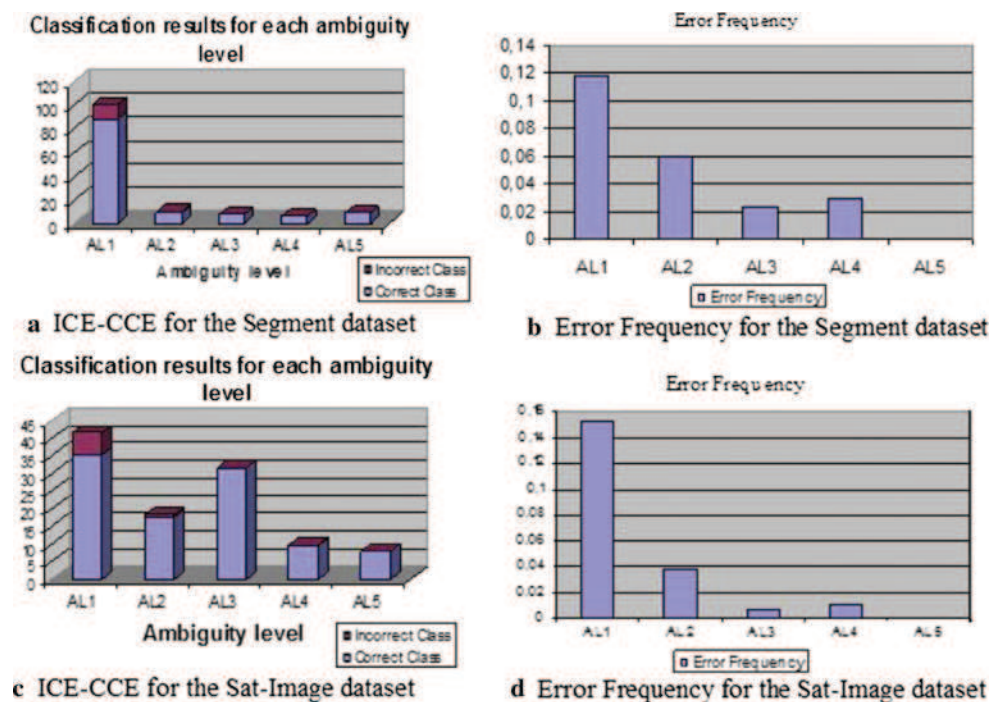 Classification results for each ambiguity
level
120
100
80
60
40
20
0
AL1 AL2 AL3 AL4 AL5
Ambiguity level
Incorrect Class
Correct Class
a ICE-CCE for the Segment dataset
Error Frequency
0,14
0,12
0,1
0,08
0,06
0,04
0,02
0
AL1 AL2 AL3 AL4 AL5
Error Frequency
b Error Frequency for the Segment dataset
Classification results for each ambiguity
level
45
40
35
30
25
20
15
10
5
0
AL1 AL2 AL3 AL4 AL5
Ambiguity level
Incorrect Class
Correct Class
c ICE-CCE for the Sat-Image dataset
Error Frequency
0,16
0,14
0,12
0,1
0,08
0,06
0,04
0,02
0
AL1 AL2 AL3 AL4 AL5
Error Frequency
d Error Frequency for the Sat-Image dataset